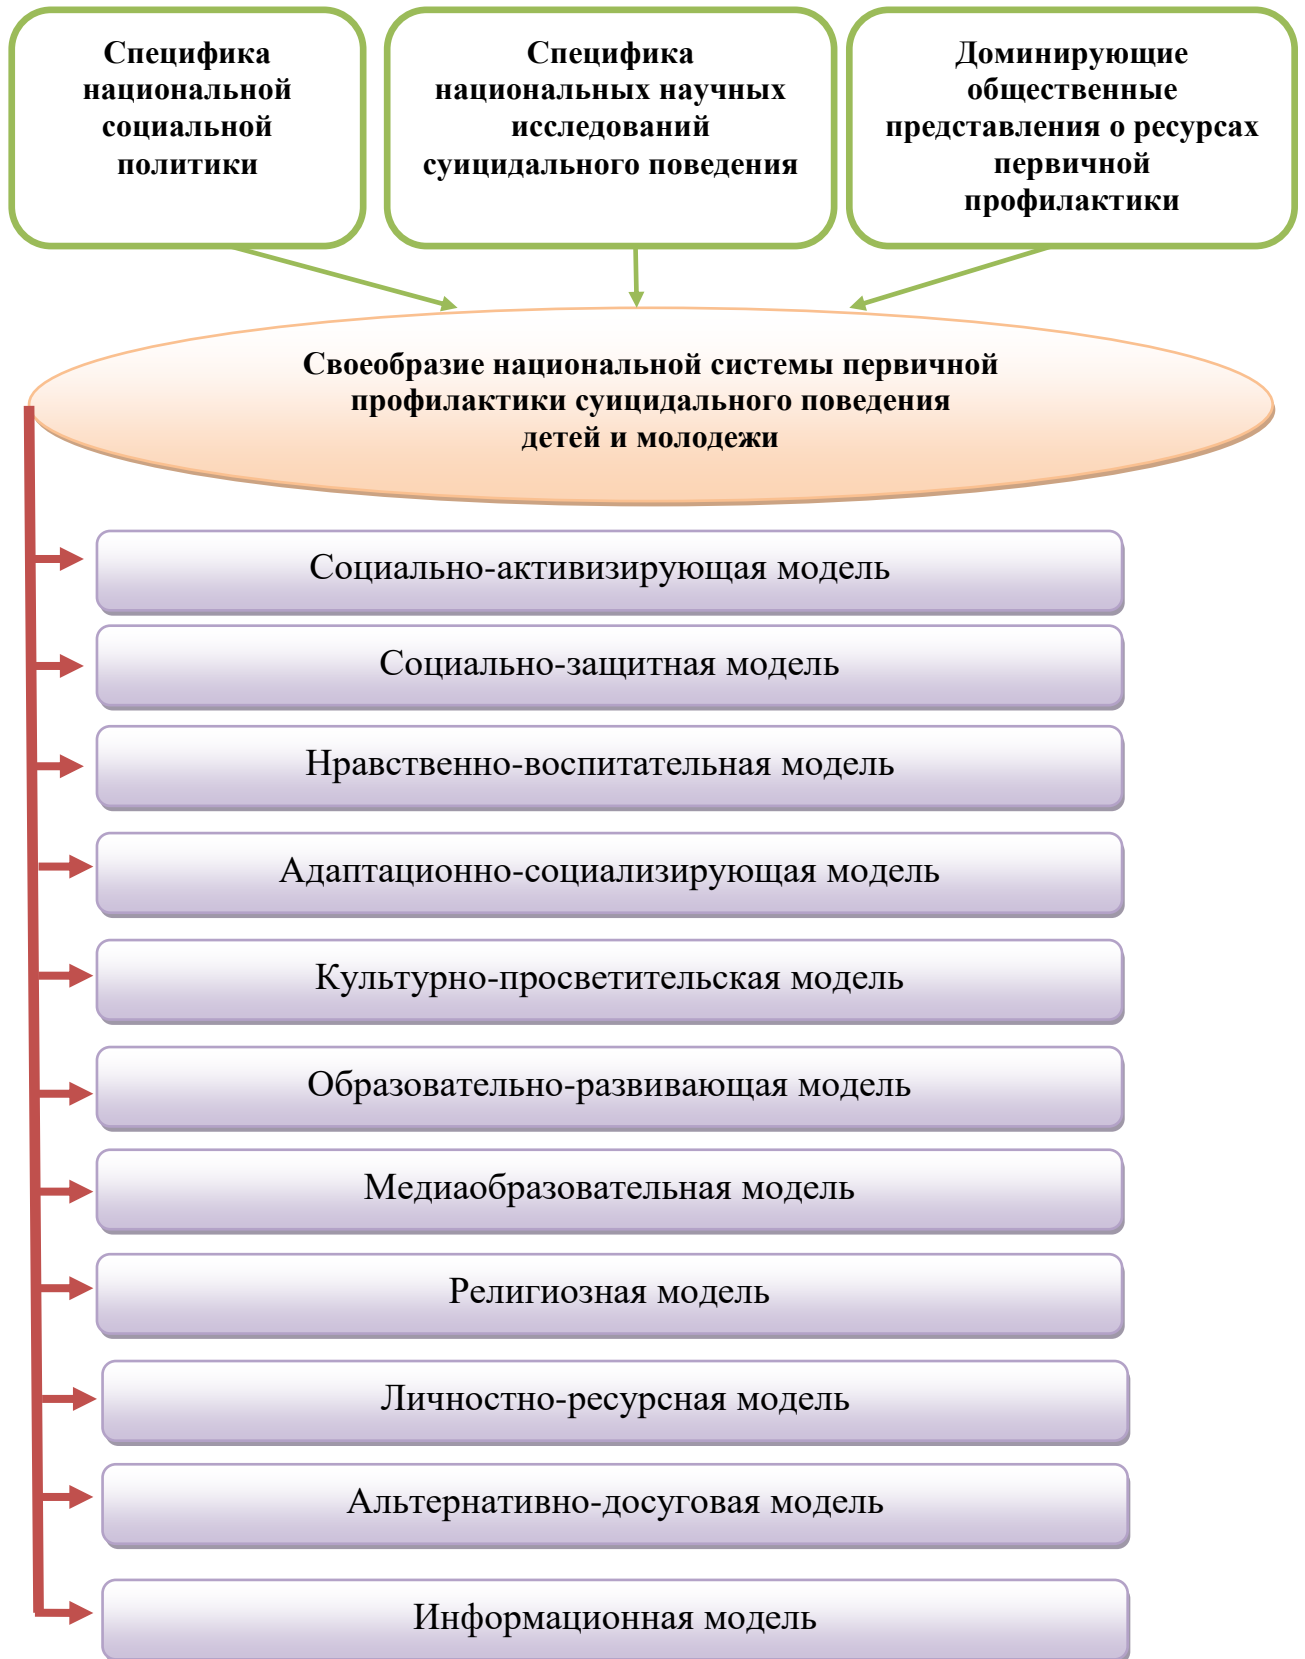 Специфика
национальной
социальной
политики
Специфика
национальных научных
исследований
суицидального поведения
Доминирующие
общественные
представления о ресурсах
первичной
профилактики
Своеобразие национальной системы первичной
профилактики суицидального поведения
детей и молодежи
Социально-активизирующая модель
Социально-защитная модель
Нравственно-воспитательная модель
Адаптационно-социализирующая модель
Культурно-просветительская модель
Образовательно-развивающая модель
Медиаобразовательная модель
Религиозная модель
Личностно-ресурсная модель
Альтернативно-досуговая модель
Информационная модель